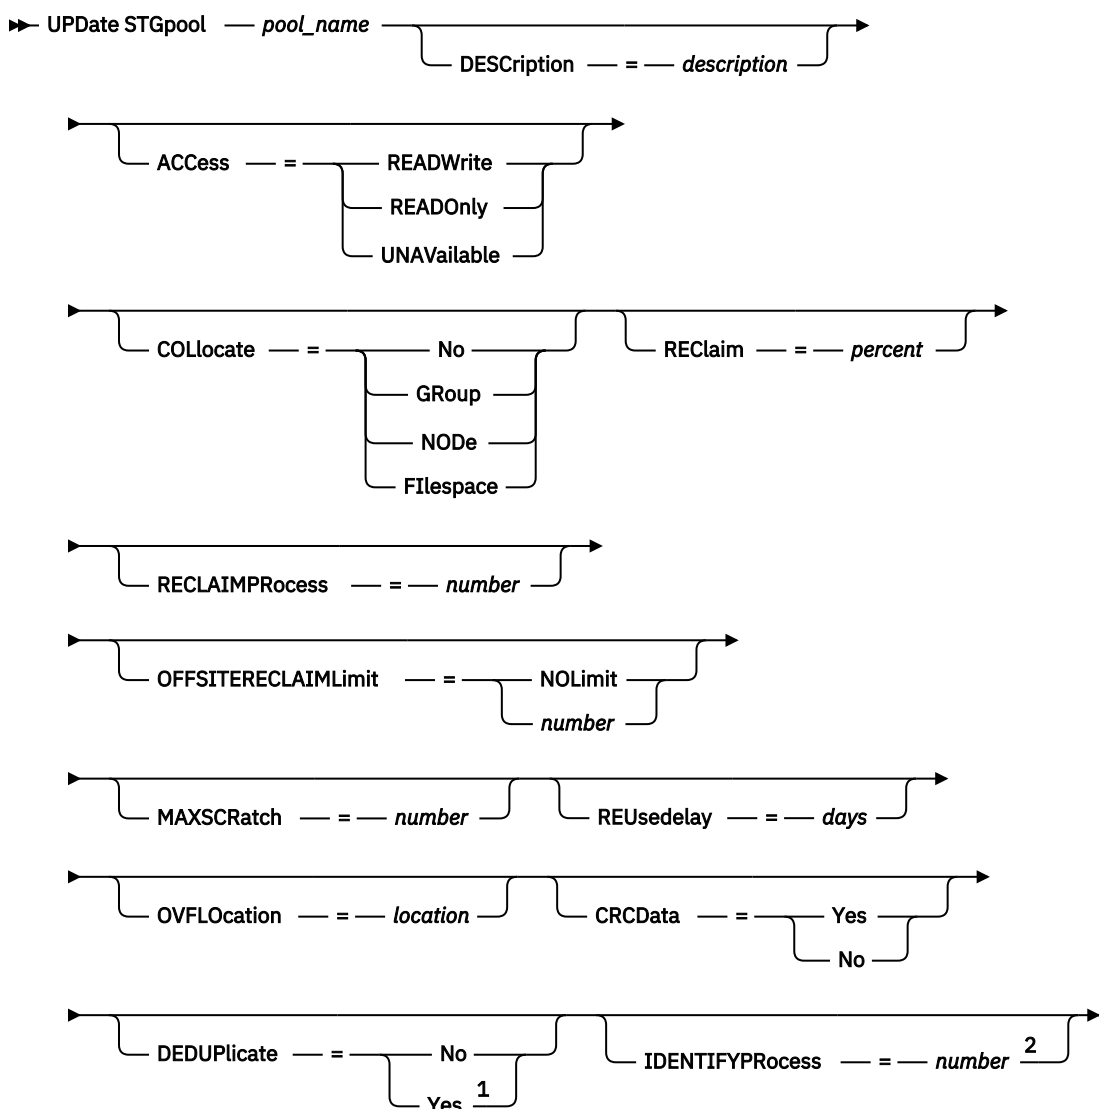 UPDate STGpool pool_name
DESCription = description
ACCess = READWrite
READOnly
UNAVailable
COLlocate = No REClaim = percent
GRoup
NODe
FIlespace
RECLAIMPRocess = number
OFFSITERECLAIMLimit = NOLimit
number
MAXSCRatch = number REUsedelay = days
OVFLOcation = location CRCData = Yes
No
DEDUPlicate = No IDENTIFYPRocess = number 2
Yes 1